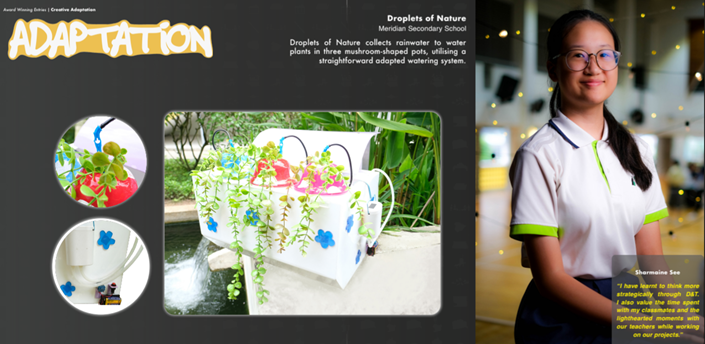 Award Winning Entries | Creative Adaptation
ADAPTATION
Droplets of Nature
Meridian Secondary School
Droplets of Nature collects rainwater to water
plants in three mushroom-shaped pots, utilising a
straightforward adapted watering system.
Sharmaine See
"I have learnt to think more
strategically through D&T.
I also value the time spent
with my classmates and the
lighthearted moments with
our teachers while working
on our projects."